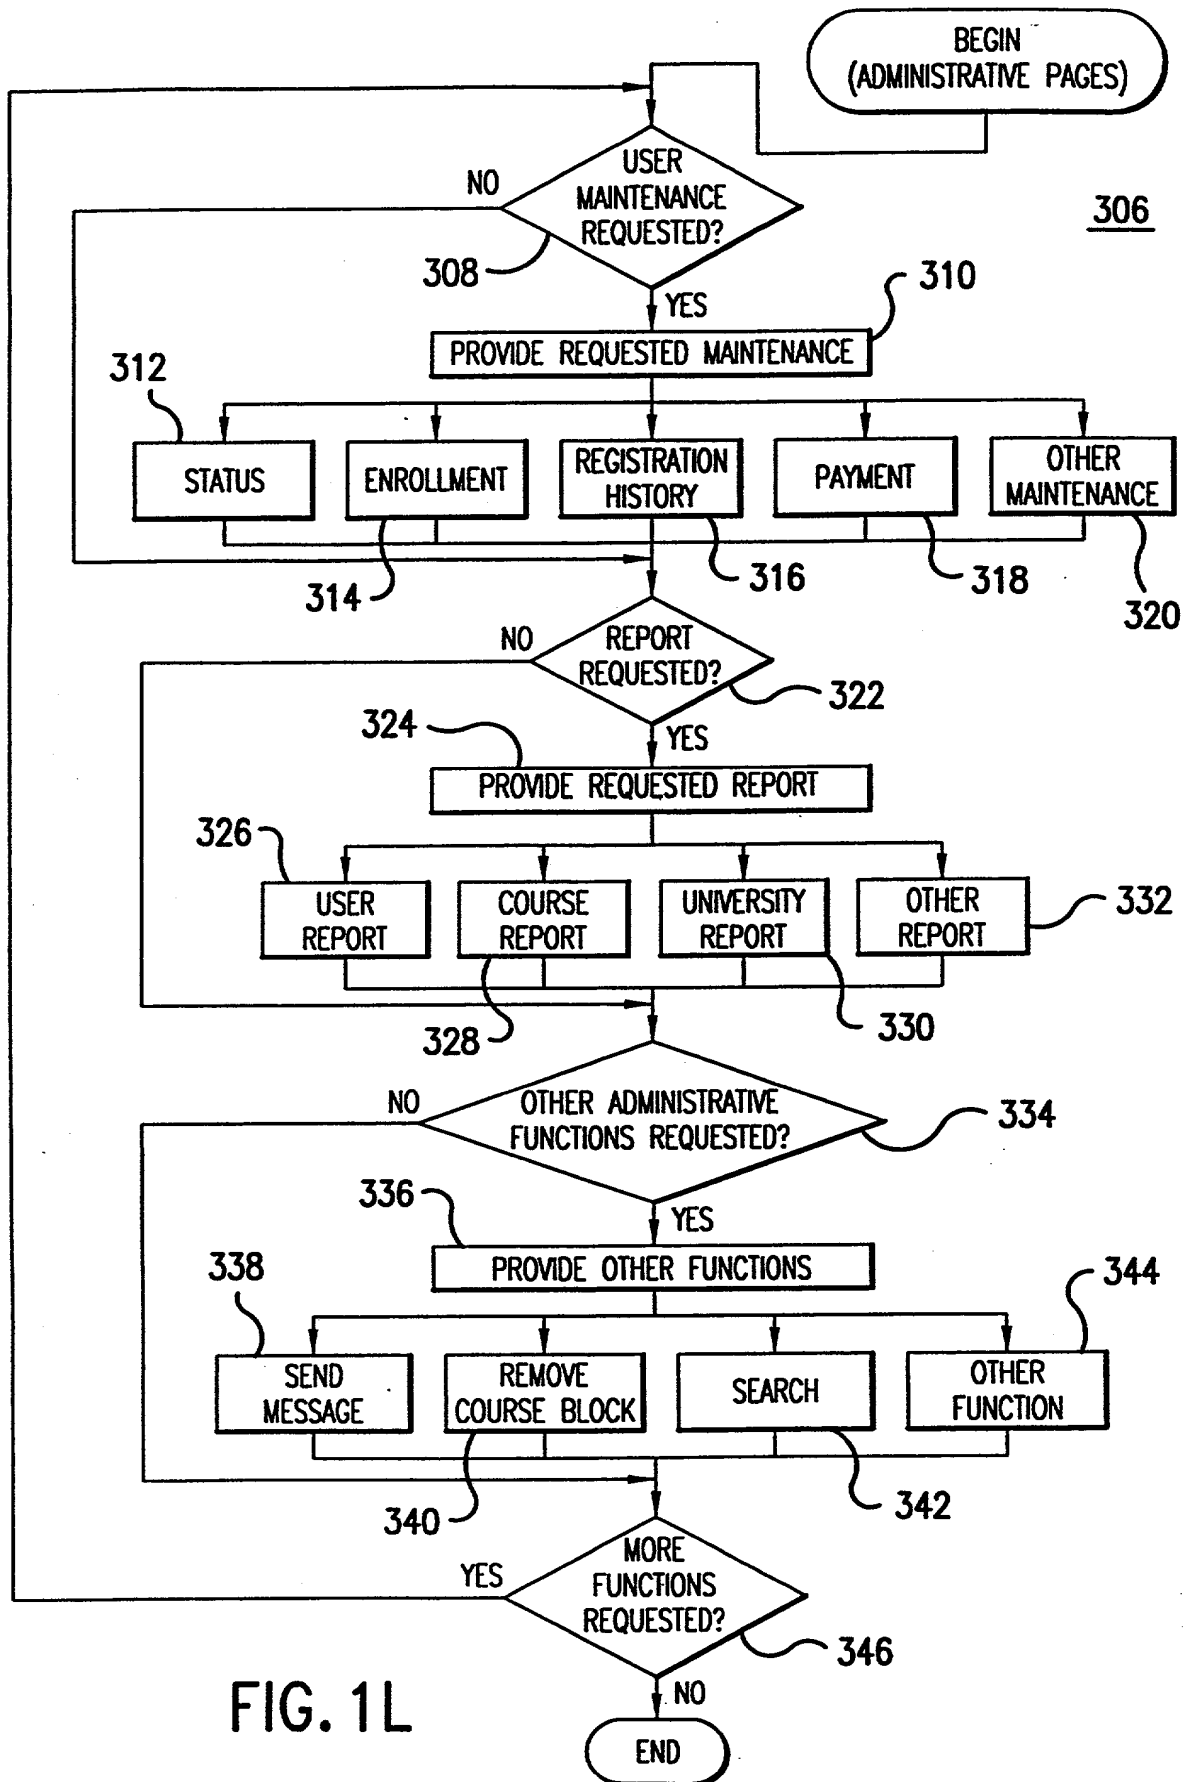 BEGIN
(ADMINISTRATIVE PAGES)
USER
MAINTENANCE
REQUESTED?
NO
306
308
YES
310
PROVIDE REQUESTED MAINTENANCE
312
STATUS
ENROLLMENT
REGISTRATION
HISTORY
PAYMENT
OTHER
MAINTENANCE
314
316
318
320
NO
REPORT
REQUESTED?
322
324
YES
PROVIDE REQUESTED REPORT
326
USER
REPORT
COURSE
REPORT
UNIVERSITY
REPORT
OTHER
REPORT
332
328
330
NO
OTHER ADMINISTRATIVE
FUNCTIONS REQUESTED?
334
336
YES
PROVIDE OTHER FUNCTIONS
338
344
SEND
MESSAGE
REMOVE
COURSE BLOCK
SEARCH
OTHER
FUNCTION
340
342
YES
MORE
FUNCTIONS
REQUESTED?
346
NO
FIG. 1L
END